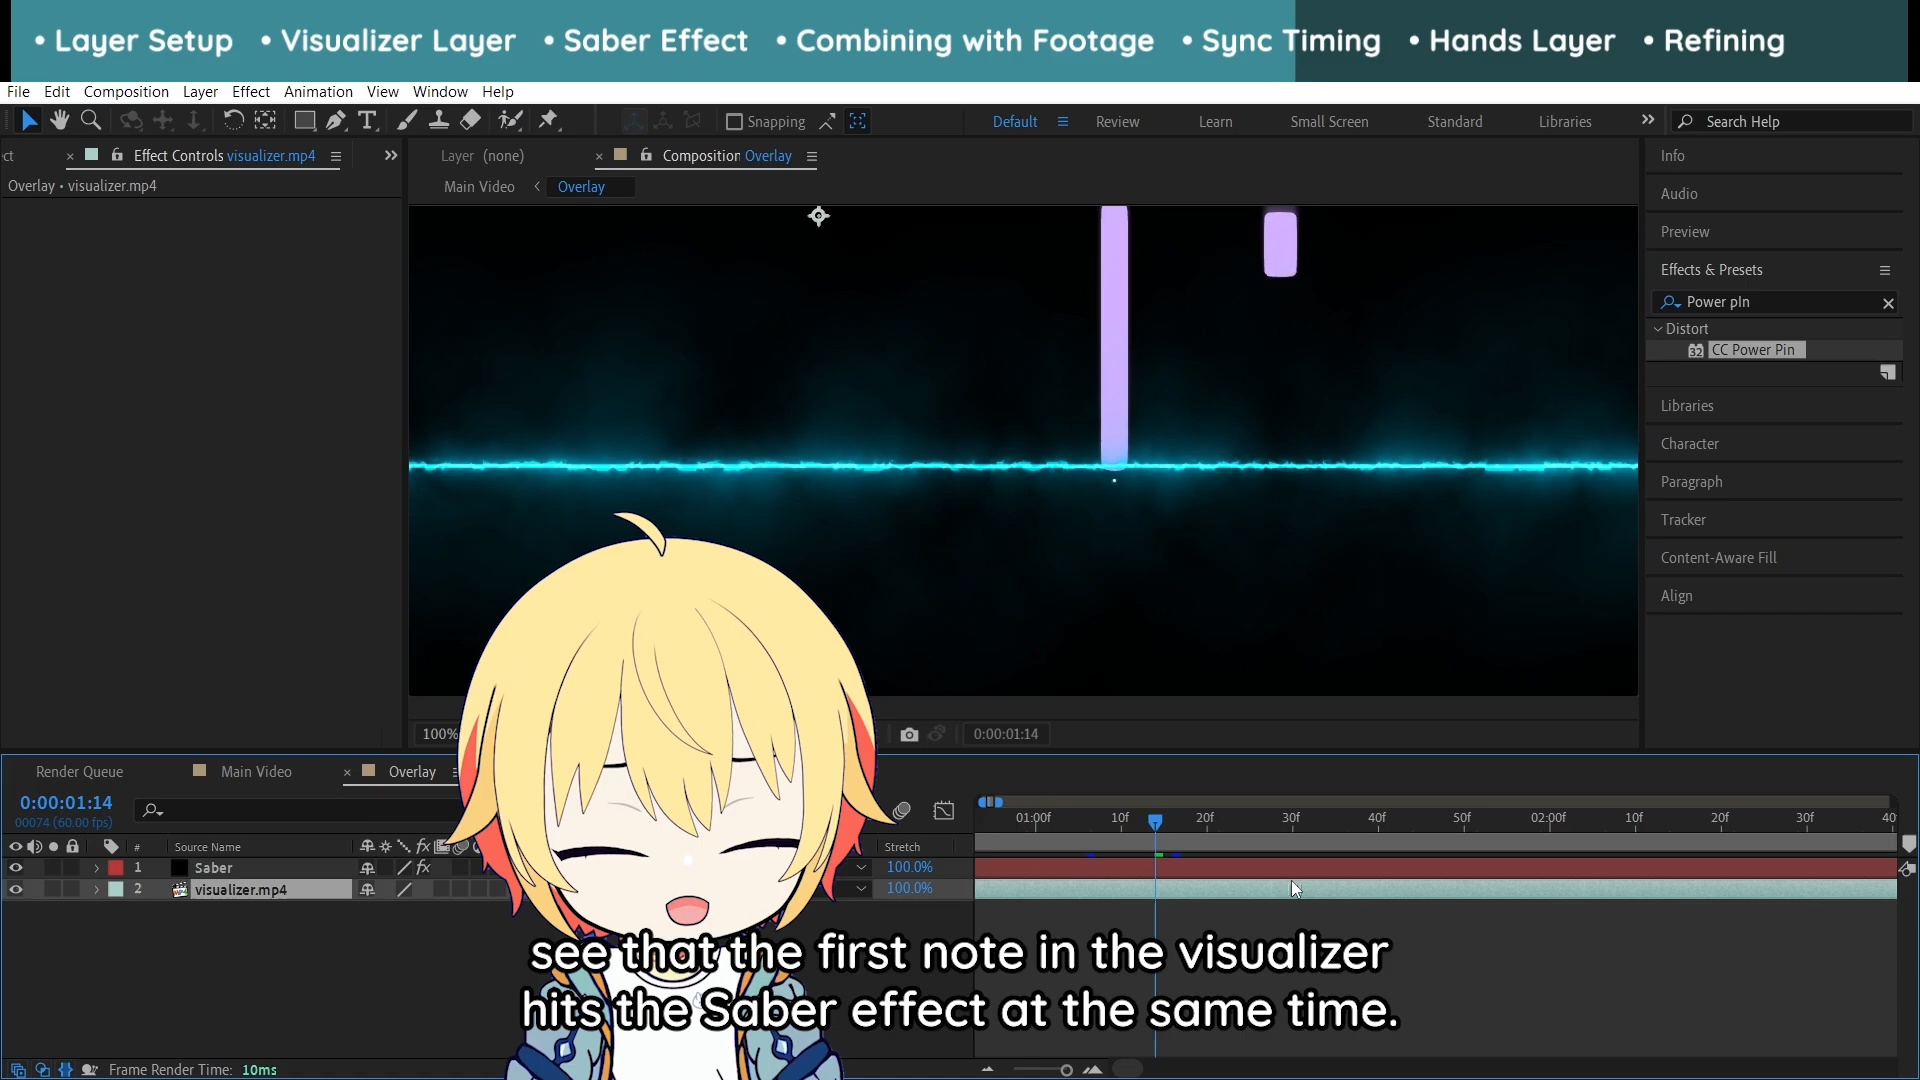 • Layer Setup • Visualizer Layer • Saber Effect • Combining with Footage • Sync Timing • Hands Layer • Refining
File Edit Composition Layer Effect Animation View Window Help
Snapping Default Review Learn Small Screen Standard Libraries Search Help
ct Effect Controls visualizer.mp4 Layer (none) Composition Overlay
Overlay • visualizer.mp4
Main Video Overlay
Info
Audio
Preview
Effects & Presets
Power pIn
Distort
32 CC Power Pin
Libraries
Character
Paragraph
Tracker
Content-Aware Fill
Align
100% 0:00:01:14
Render Queue Main Video Overlay
0:00:01:14
00074 (60.00 fps)
01:00f 10f 20f 30f 40f 50f 02:00f 10f 20f 30f 40
# Source Name fx Stretch
1 Saber fx 100.0%
2 visualizer.mp4 100.0%
see that the first note in the visualizer
hits the Saber effect at the same time.
Frame Render Time: 10ms